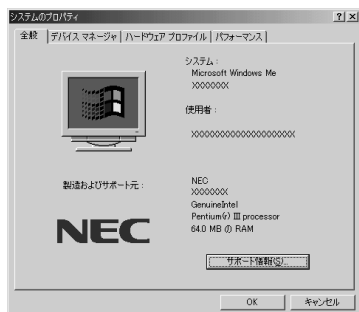 システムのプロパティ
全般 デバイス マネージャ ハードウェア プロファイル パフォーマンス
システム :
Microsoft Windows Me
XXXXXXX
使用者 :
XXXXXXXXXXXXXXXXXXX
製造およびサポート元 :
NEC
XXXXXXX
GenuineIntel
Pentium(r) III processor
64.0 MB の RAM
NEC
サポート情報(S)...
OK キャンセル